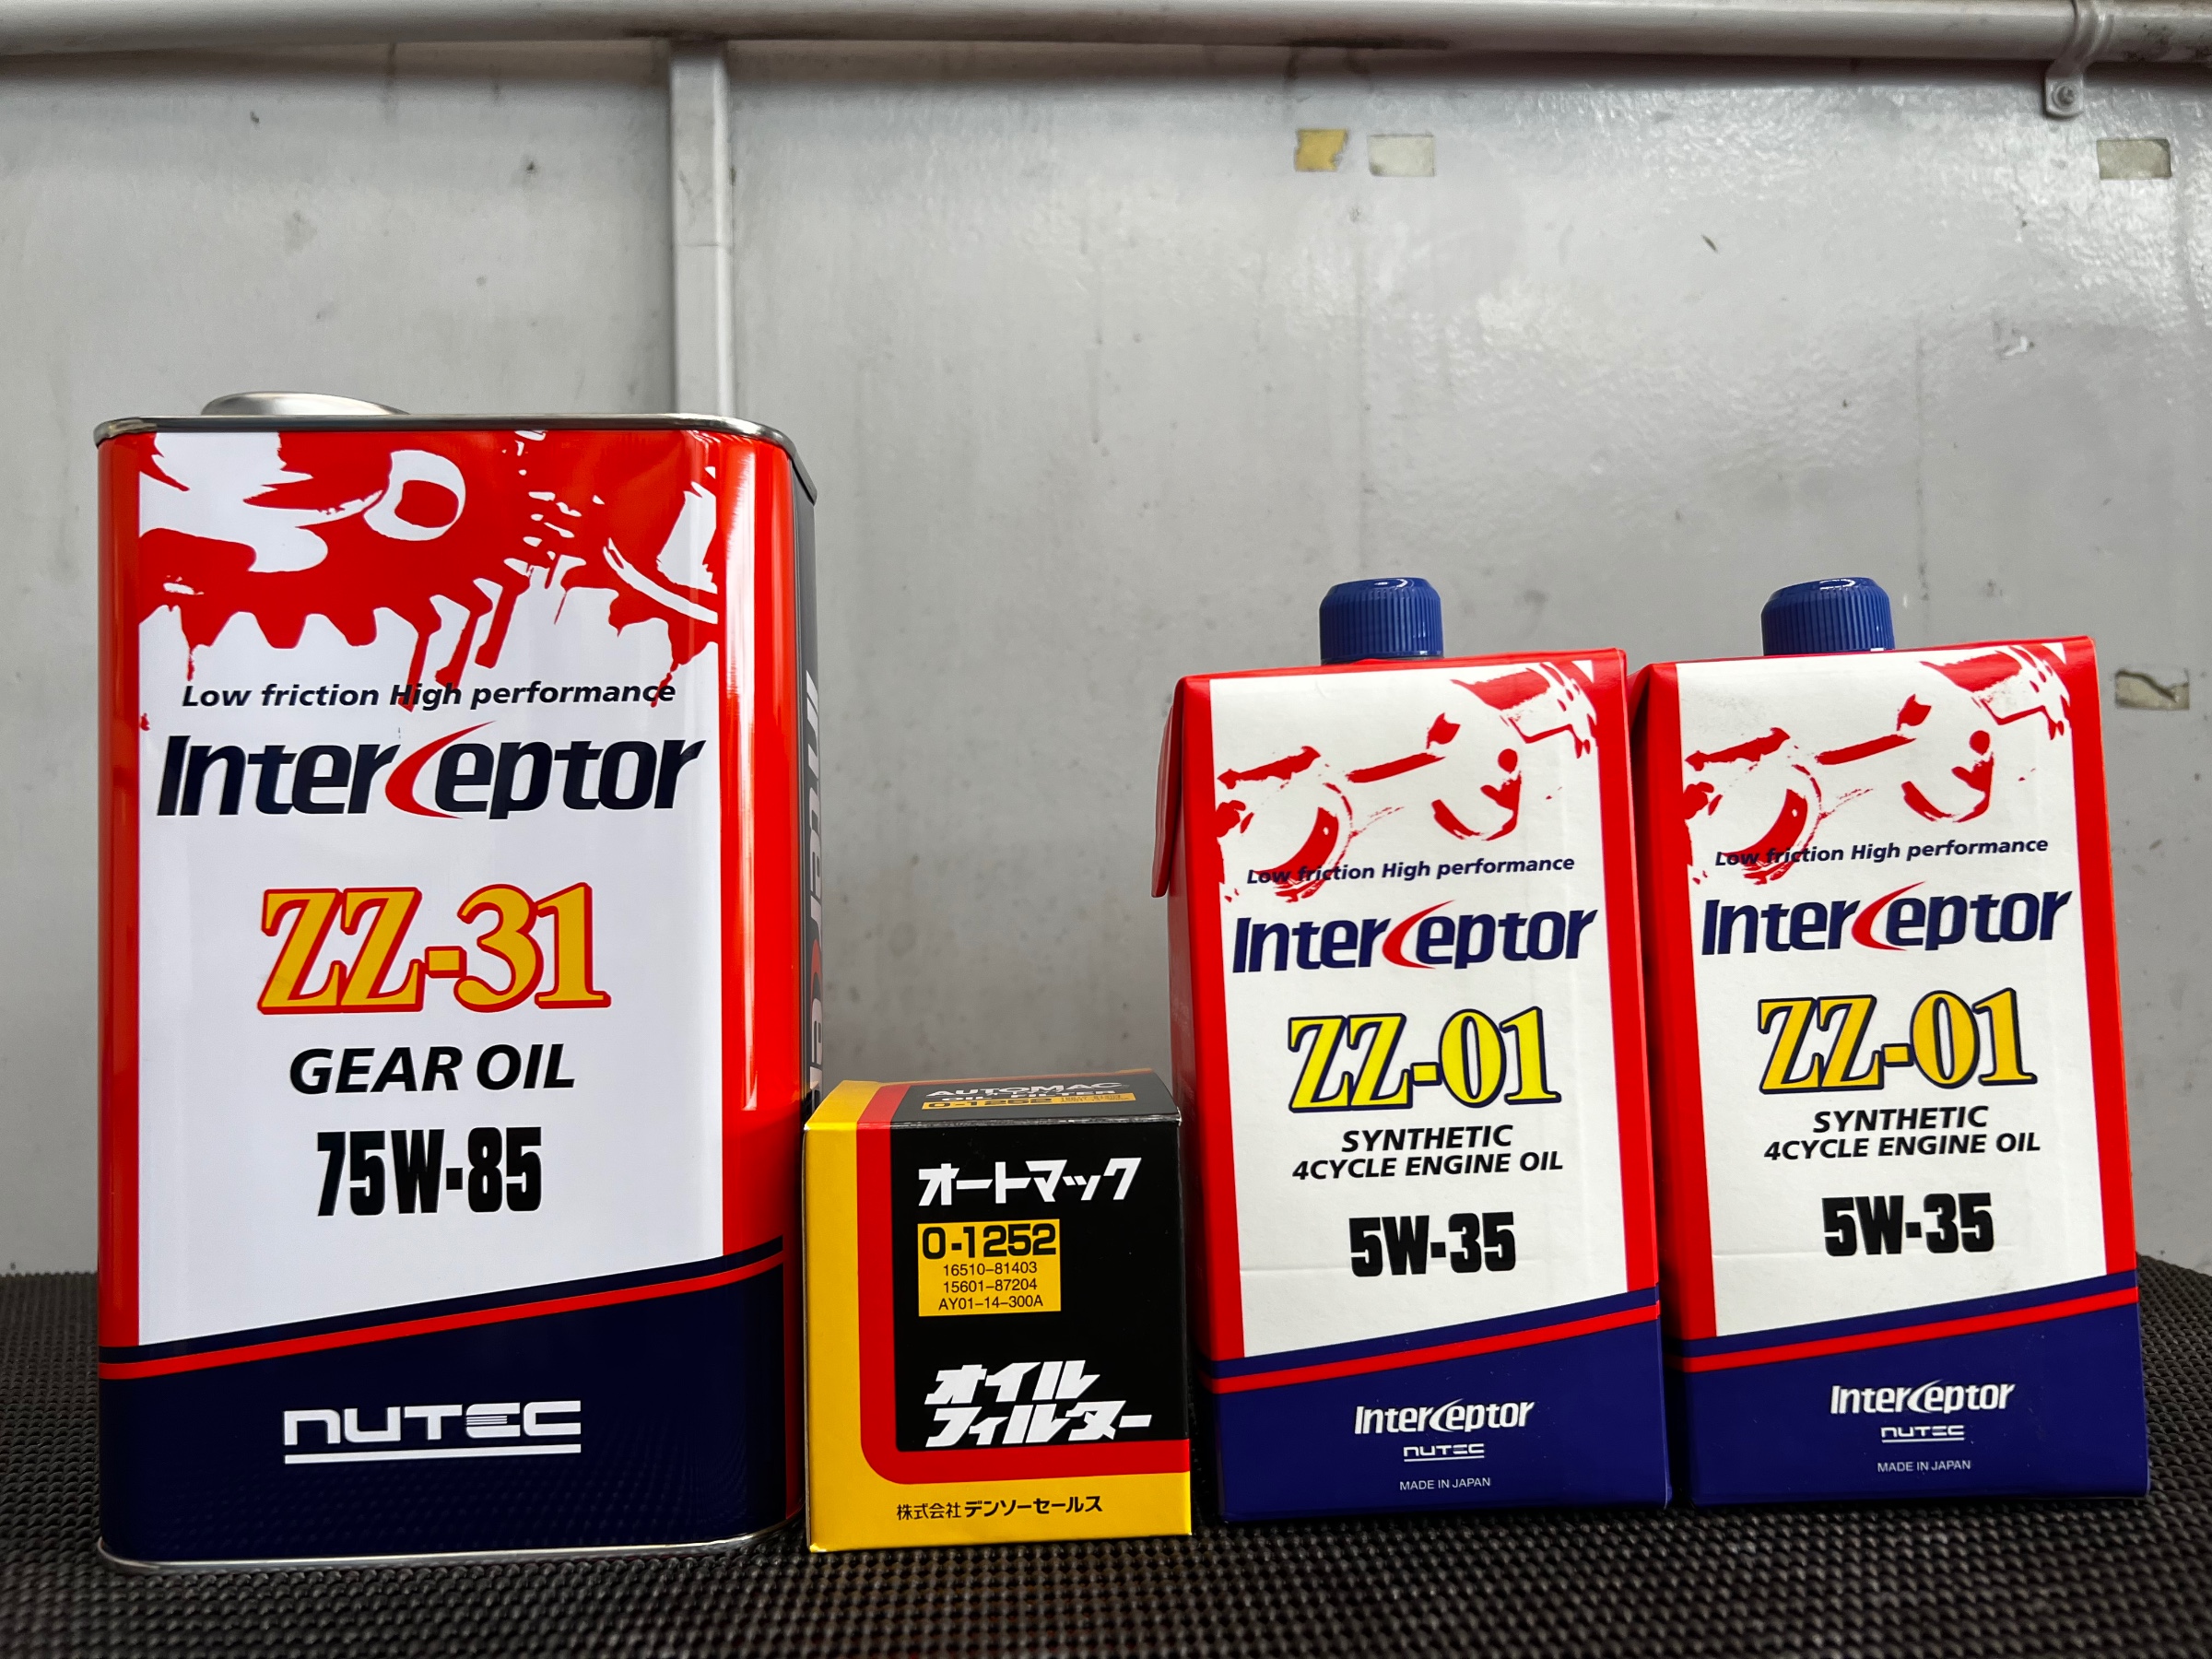 Low friction High performance
Interceptor
ZZ-31
GEAR OIL
75W-85
NUTEC
AUTOMAC
0-1252
オートマック
0-1252
16510-81403
15601-87204
AY01-14-300A
オイル
フィルター
株式会社デンソーセールス
Low friction High performance
Interceptor
ZZ-01
SYNTHETIC
4CYCLE ENGINE OIL
5W-35
Interceptor
NUTEC
MADE IN JAPAN
Low friction High performance
Interceptor
ZZ-01
SYNTHETIC
4CYCLE ENGINE OIL
5W-35
Interceptor
NUTEC
MADE IN JAPAN